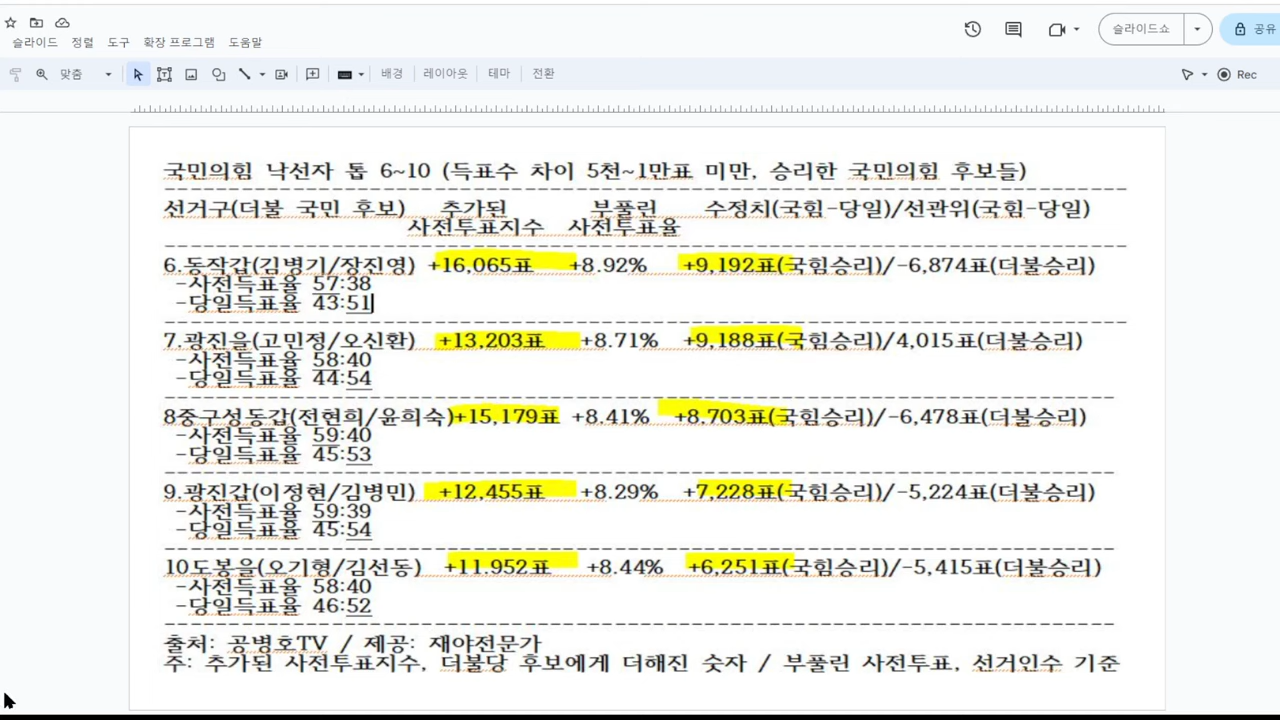 슬라이드 정렬 도구 확장 프로그램 도움말
슬라이드쇼
공유
맞춤
배경 레이아웃 테마 전환
Rec
국민의힘 낙선자 톱 6~10 (득표수 차이 5천~1만표 미만, 승리한 국민의힘 후보들)
선거구(더불 국민 후보) 추가된 부풀린 수정치(국힘-당일)/선관위(국힘-당일)
사전투표지수 사전투표율
6.동작갑(김병기/장진영) +16,065표 +8.92% +9,192표(국힘승리)/-6,874표(더불승리)
-사전득표율 57:38
-당일득표율 43:51
7.광진을(고민정/오신환) +13,203표 +8.71% +9,188표(국힘승리)/4,015표(더불승리)
-사전득표율 58:40
-당일득표율 44:54
8중구성동갑(전현희/윤희숙)+15,179표 +8.41% +8,703표(국힘승리)/-6,478표(더불승리)
-사전득표율 59:40
-당일득표율 45:53
9.광진갑(이정현/김병민) +12,455표 +8.29% +7,228표(국힘승리)/-5,224표(더불승리)
-사전득표율 59:39
-당일득표율 45:54
10도봉을(오기형/김선동) +11.952표 +8.44% +6,251표(국힘승리)/-5,415표(더불승리)
-사전득표율 58:40
-당일득표율 46:52
출처: 공병호TV / 제공: 재야전문가
주: 추가된 사전투표지수, 더불당 후보에게 더해진 숫자 / 부풀린 사전투표, 선거인수 기준